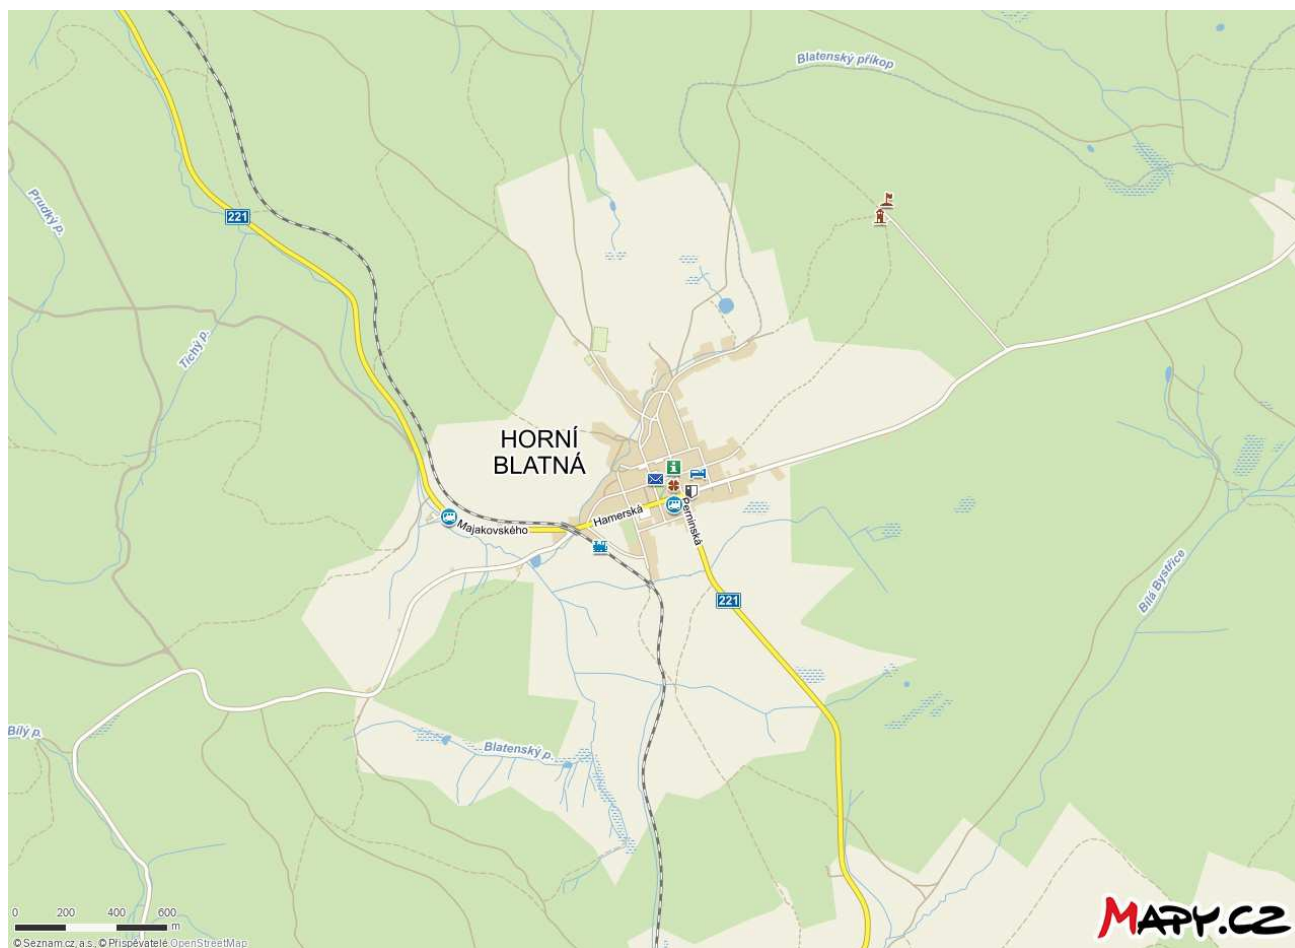 Blatenský příkop
Prudký p.
221
Tichý p.
HORNÍ
BLATNÁ
Hamerská
Perninská
Majakovského
221
Bílá Bystřice
Bílý p.
Blatenský p.
0 200 400 600
m
© Seznam.cz, a.s., © Přispěvatelé OpenStreetMap
MAPY.CZ